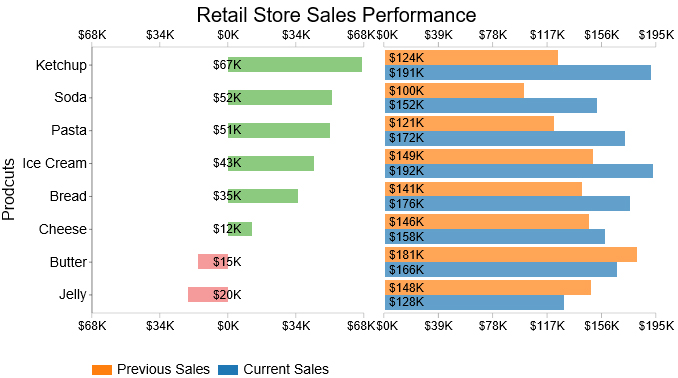 Retail Store Sales Performance
$68K $34K $0K $34K $68K $0K $39K $78K $117K $156K $195K
Prodcuts
Ketchup $67K $124K
$191K
Soda $52K $100K
$152K
Pasta $51K $121K
$172K
Ice Cream $43K $149K
$192K
Bread $35K $141K
$176K
Cheese $12K $146K
$158K
Butter $15K $181K
$166K
Jelly $20K $148K
$128K
$68K $34K $0K $34K $68K $0K $39K $78K $117K $156K $195K
Previous Sales Current Sales